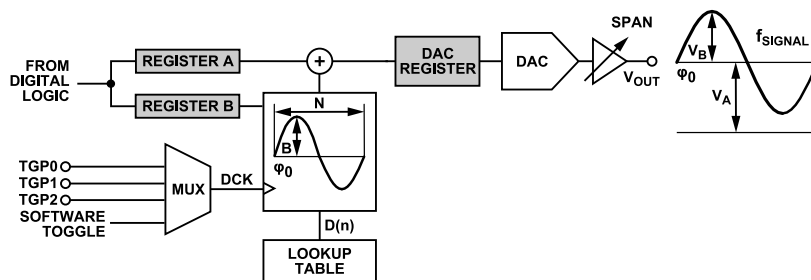 FROM
DIGITAL
LOGIC
REGISTER A
REGISTER B
+
DAC
REGISTER
DAC
SPAN
VOUT
fSIGNAL
VB
φ0
VA
N
B
φ0
TGP0
TGP1
TGP2
SOFTWARE
TOGGLE
MUX
DCK
D(n)
LOOKUP
TABLE